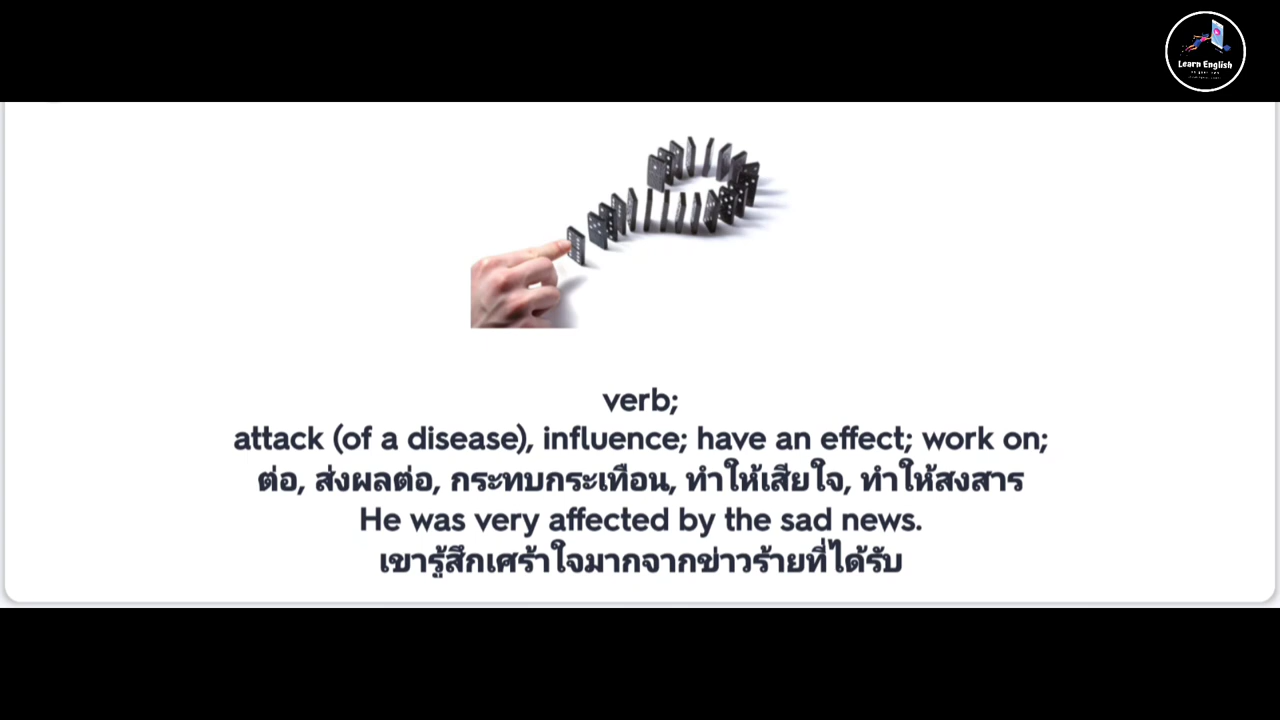 Learn English
verb;
attack (of a disease), influence; have an effect; work on;
ต่อ, ส่งผลต่อ, กระทบกระเทือน, ทำให้เสียใจ, ทำให้สงสาร
He was very affected by the sad news.
เขารู้สึกเศร้าใจมากจากข่าวร้ายที่ได้รับ